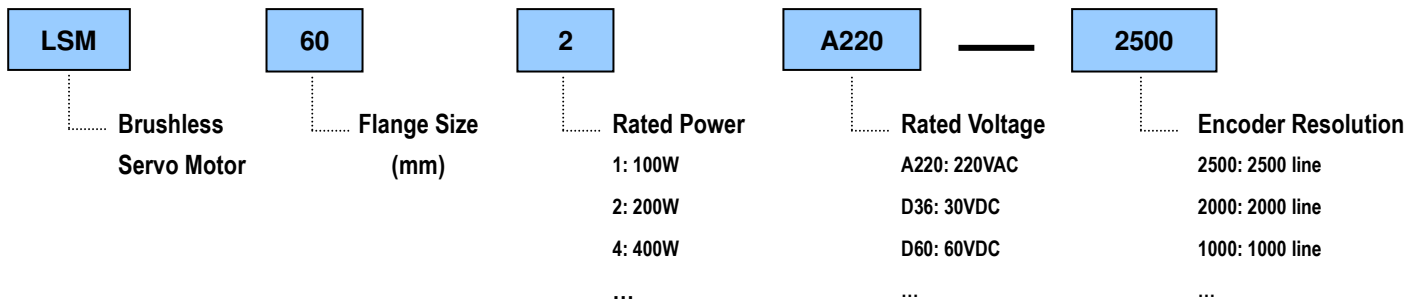 LSM 60 2 A220 — 2500
Brushless Flange Size Rated Power Rated Voltage Encoder Resolution
Servo Motor (mm) 1: 100W A220: 220VAC 2500: 2500 line
2: 200W D36: 30VDC 2000: 2000 line
4: 400W D60: 60VDC 1000: 1000 line
... ... ...